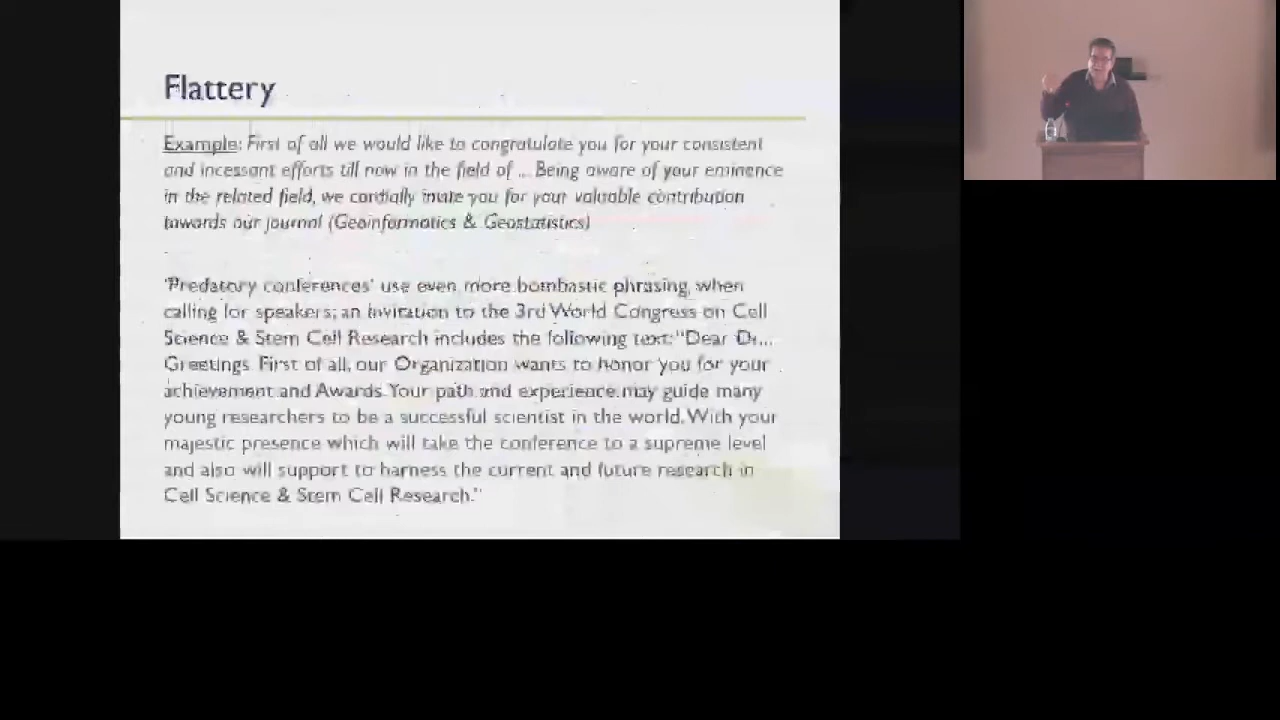 Flattery
Example: First of all we would like to congratulate you for your consistent
and incessant efforts till now in the field of ... Being aware of your eminence
in the related field, we cordially invite you for your valuable contribution
towards our journal (Geoinformatics & Geostatistics)
'Predatory conferences' use even more bombastic phrasing, when
calling for speakers; an invitation to the 3rd World Congress on Cell
Science & Stem Cell Research includes the following text: "Dear Dr...
Greetings. First of all, our Organization wants to honor you for your
achievement and Awards. Your path and experience may guide many
young researchers to be a successful scientist in the world. With your
majestic presence which will take the conference to a supreme level
and also will support to harness the current and future research in
Cell Science & Stem Cell Research."